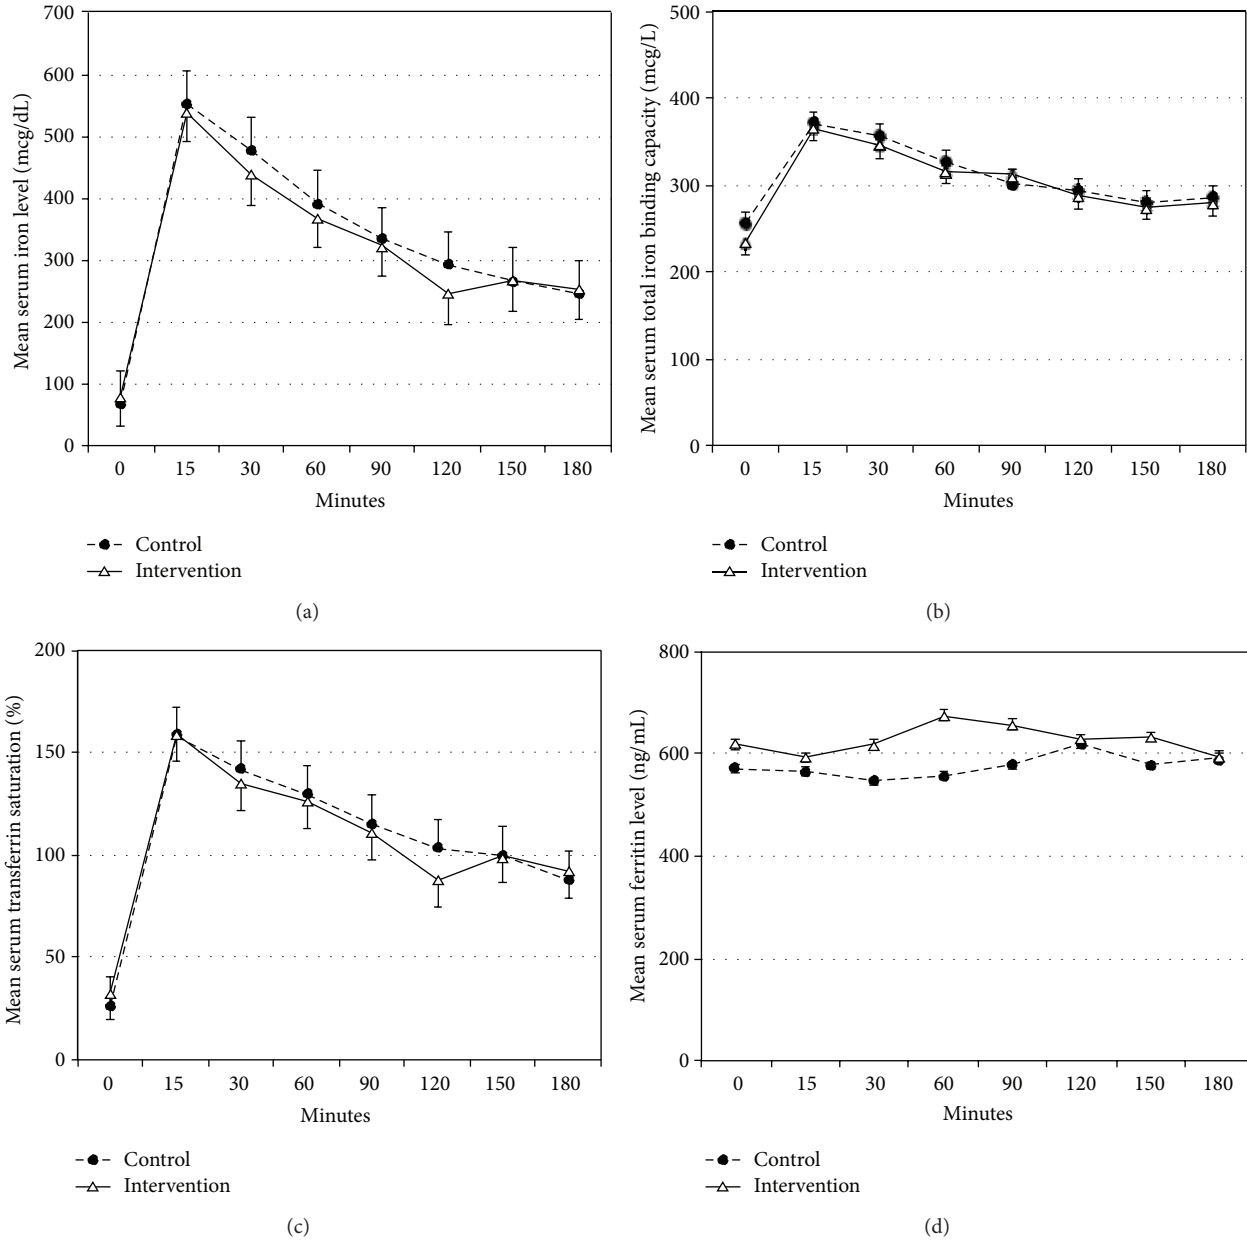 Mean serum iron level (mcg/dL)
700
600
500
400
300
200
100
0
0 15 30 60 90 120 150 180
Minutes
Control
Intervention
(a)
Mean serum total iron binding capacity (mcg/L)
500
400
300
200
100
0
0 15 30 60 90 120 150 180
Minutes
Control
Intervention
(b)
Mean serum transferrin saturation (%)
200
150
100
50
0
0 15 30 60 90 120 150 180
Minutes
Control
Intervention
(c)
Mean serum ferritin level (ng/mL)
800
600
400
200
0
0 15 30 60 90 120 150 180
Minutes
Control
Intervention
(d)